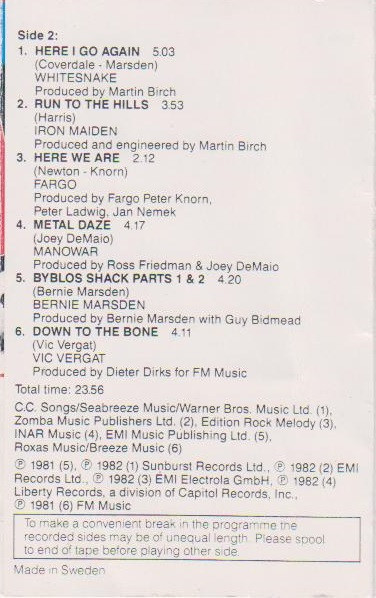 Side 2:
1. HERE I GO AGAIN 5.03
(Coverdale - Marsden)
WHITESNAKE
Produced by Martin Birch
2. RUN TO THE HILLS 3.53
(Harris)
IRON MAIDEN
Produced and engineered by Martin Birch
3. HERE WE ARE 2.12
(Newton - Knorn)
FARGO
Produced by Fargo Peter Knorn,
Peter Ladwig, Jan Nemek
4. METAL DAZE 4.17
(Joey DeMaio)
MANOWAR
Produced by Ross Friedman & Joey DeMaio
5. BYBLOS SHACK PARTS 1 & 2 4.20
(Bernie Marsden)
BERNIE MARSDEN
Produced by Bernie Marsden with Guy Bidmead
6. DOWN TO THE BONE 4.11
(Vic Vergat)
VIC VERGAT
Produced by Dieter Dirks for FM Music
Total time: 23.56
C.C. Songs/Seabreeze Music/Warner Bros. Music Ltd. (1),
Zomba Music Publishers Ltd. (2), Edition Rock Melody (3),
INAR Music (4), EMI Music Publishing Ltd. (5),
Roxas Music/Breeze Music (6)
℗ 1981 (5), ℗ 1982 (1) Sunburst Records Ltd., ℗ 1982 (2) EMI
Records Ltd., ℗ 1982 (3) EMI Electrola GmbH, ℗ 1982 (4)
Liberty Records, a division of Capitol Records, Inc.,
℗ 1981 (6) FM Music
To make a convenient break in the programme the
recorded sides may be of unequal length. Please spool
to end of tape before playing other side.
Made in Sweden